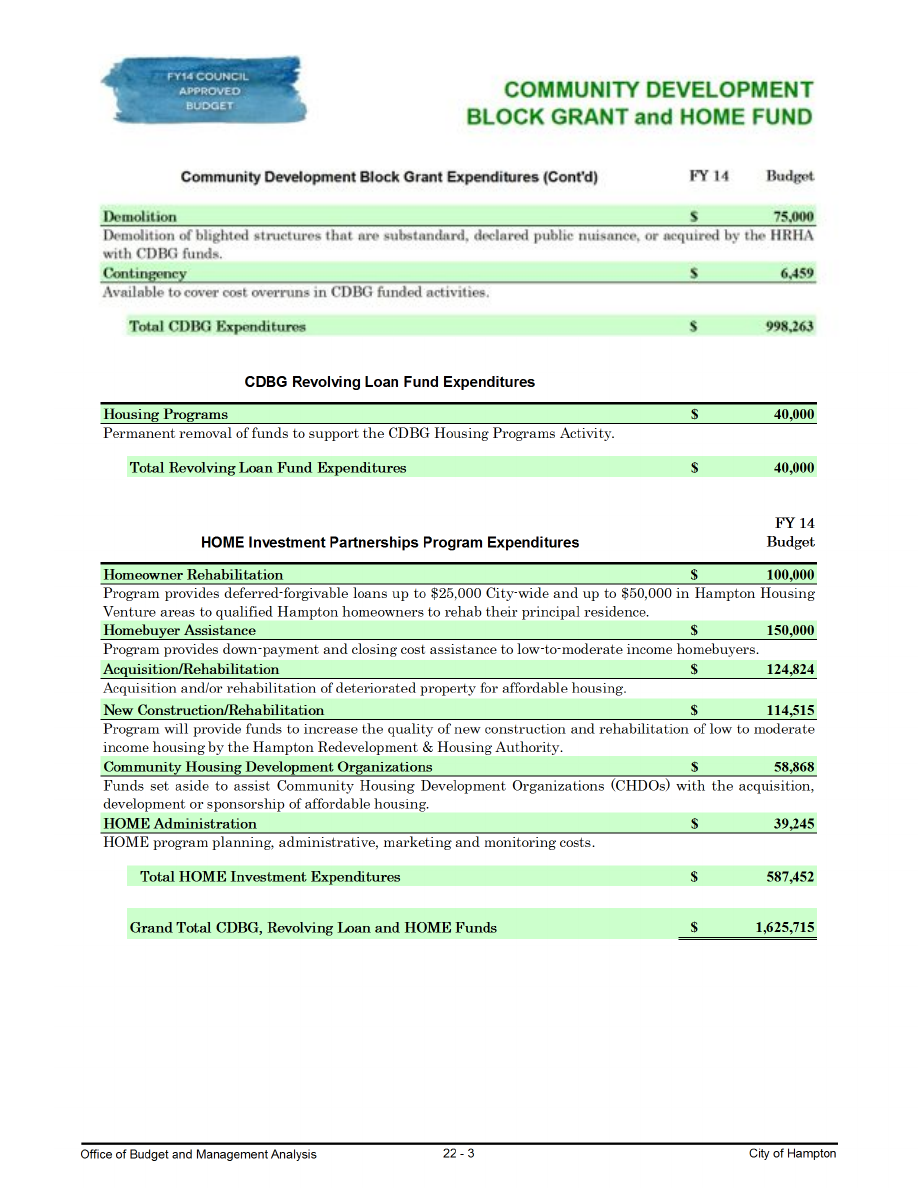 FY14 COUNCIL
APPROVED
BUDGET
COMMUNITY DEVELOPMENT
BLOCK GRANT and HOME FUND
Community Development Block Grant Expenditures (Cont'd) FY 14 Budget
Demolition $ 75,000
Demolition of blighted structures that are substandard, declared public nuisance, or acquired by the HRHA
with CDBG funds.
Contingency $ 6,459
Available to cover cost overruns in CDBG funded activities.
Total CDBG Expenditures $ 998,263
CDBG Revolving Loan Fund Expenditures
Housing Programs $ 40,000
Permanent removal of funds to support the CDBG Housing Programs Activity.
Total Revolving Loan Fund Expenditures $ 40,000
FY 14
HOME Investment Partnerships Program Expenditures Budget
Homeowner Rehabilitation $ 100,000
Program provides deferred-forgivable loans up to $25,000 City-wide and up to $50,000 in Hampton Housing
Venture areas to qualified Hampton homeowners to rehab their principal residence.
Homebuyer Assistance $ 150,000
Program provides down-payment and closing cost assistance to low-to-moderate income homebuyers.
Acquisition/Rehabilitation $ 124,824
Acquisition and/or rehabilitation of deteriorated property for affordable housing.
New Construction/Rehabilitation $ 114,515
Program will provide funds to increase the quality of new construction and rehabilitation of low to moderate
income housing by the Hampton Redevelopment & Housing Authority.
Community Housing Development Organizations $ 58,868
Funds set aside to assist Community Housing Development Organizations (CHDOs) with the acquisition,
development or sponsorship of affordable housing.
HOME Administration $ 39,245
HOME program planning, administrative, marketing and monitoring costs.
Total HOME Investment Expenditures $ 587,452
Grand Total CDBG, Revolving Loan and HOME Funds $ 1,625,715
Office of Budget and Management Analysis 22 - 3 City of Hampton